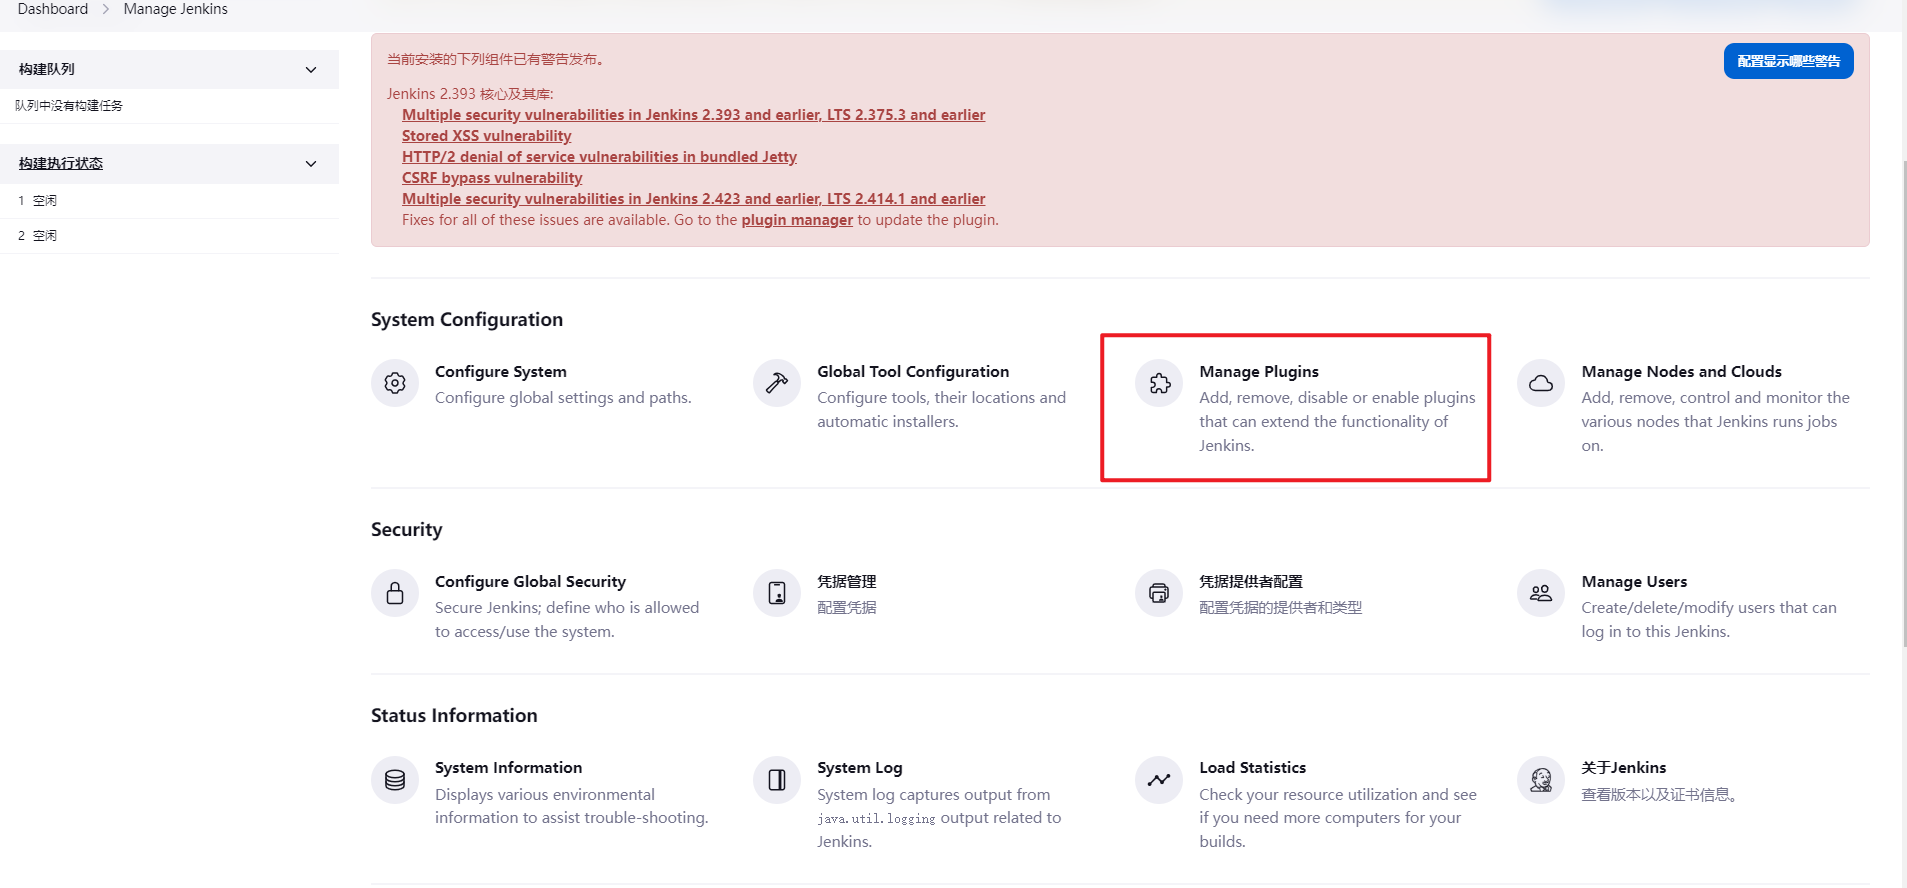 Dashboard > Manage Jenkins
构建队列
队列中没有构建任务
构建执行状态
1 空闲
2 空闲
当前安装的下列组件已有警告发布。
配置显示哪些警告
Jenkins 2.393 核心及其库:
Multiple security vulnerabilities in Jenkins 2.393 and earlier, LTS 2.375.3 and earlier
Stored XSS vulnerability
HTTP/2 denial of service vulnerabilities in bundled Jetty
CSRF bypass vulnerability
Multiple security vulnerabilities in Jenkins 2.423 and earlier, LTS 2.414.1 and earlier
Fixes for all of these issues are available. Go to the plugin manager to update the plugin.
System Configuration
Configure System
Configure global settings and paths.
Global Tool Configuration
Configure tools, their locations and
automatic installers.
Manage Plugins
Add, remove, disable or enable plugins
that can extend the functionality of
Jenkins.
Manage Nodes and Clouds
Add, remove, control and monitor the
various nodes that Jenkins runs jobs
on.
Security
Configure Global Security
Secure Jenkins; define who is allowed
to access/use the system.
凭据管理
配置凭据
凭据提供者配置
配置凭据的提供者和类型
Manage Users
Create/delete/modify users that can
log in to this Jenkins.
Status Information
System Information
Displays various environmental
information to assist trouble-shooting.
System Log
System log captures output from
java.util.logging output related to
Jenkins.
Load Statistics
Check your resource utilization and see
if you need more computers for your
builds.
关于Jenkins
查看版本以及证书信息。